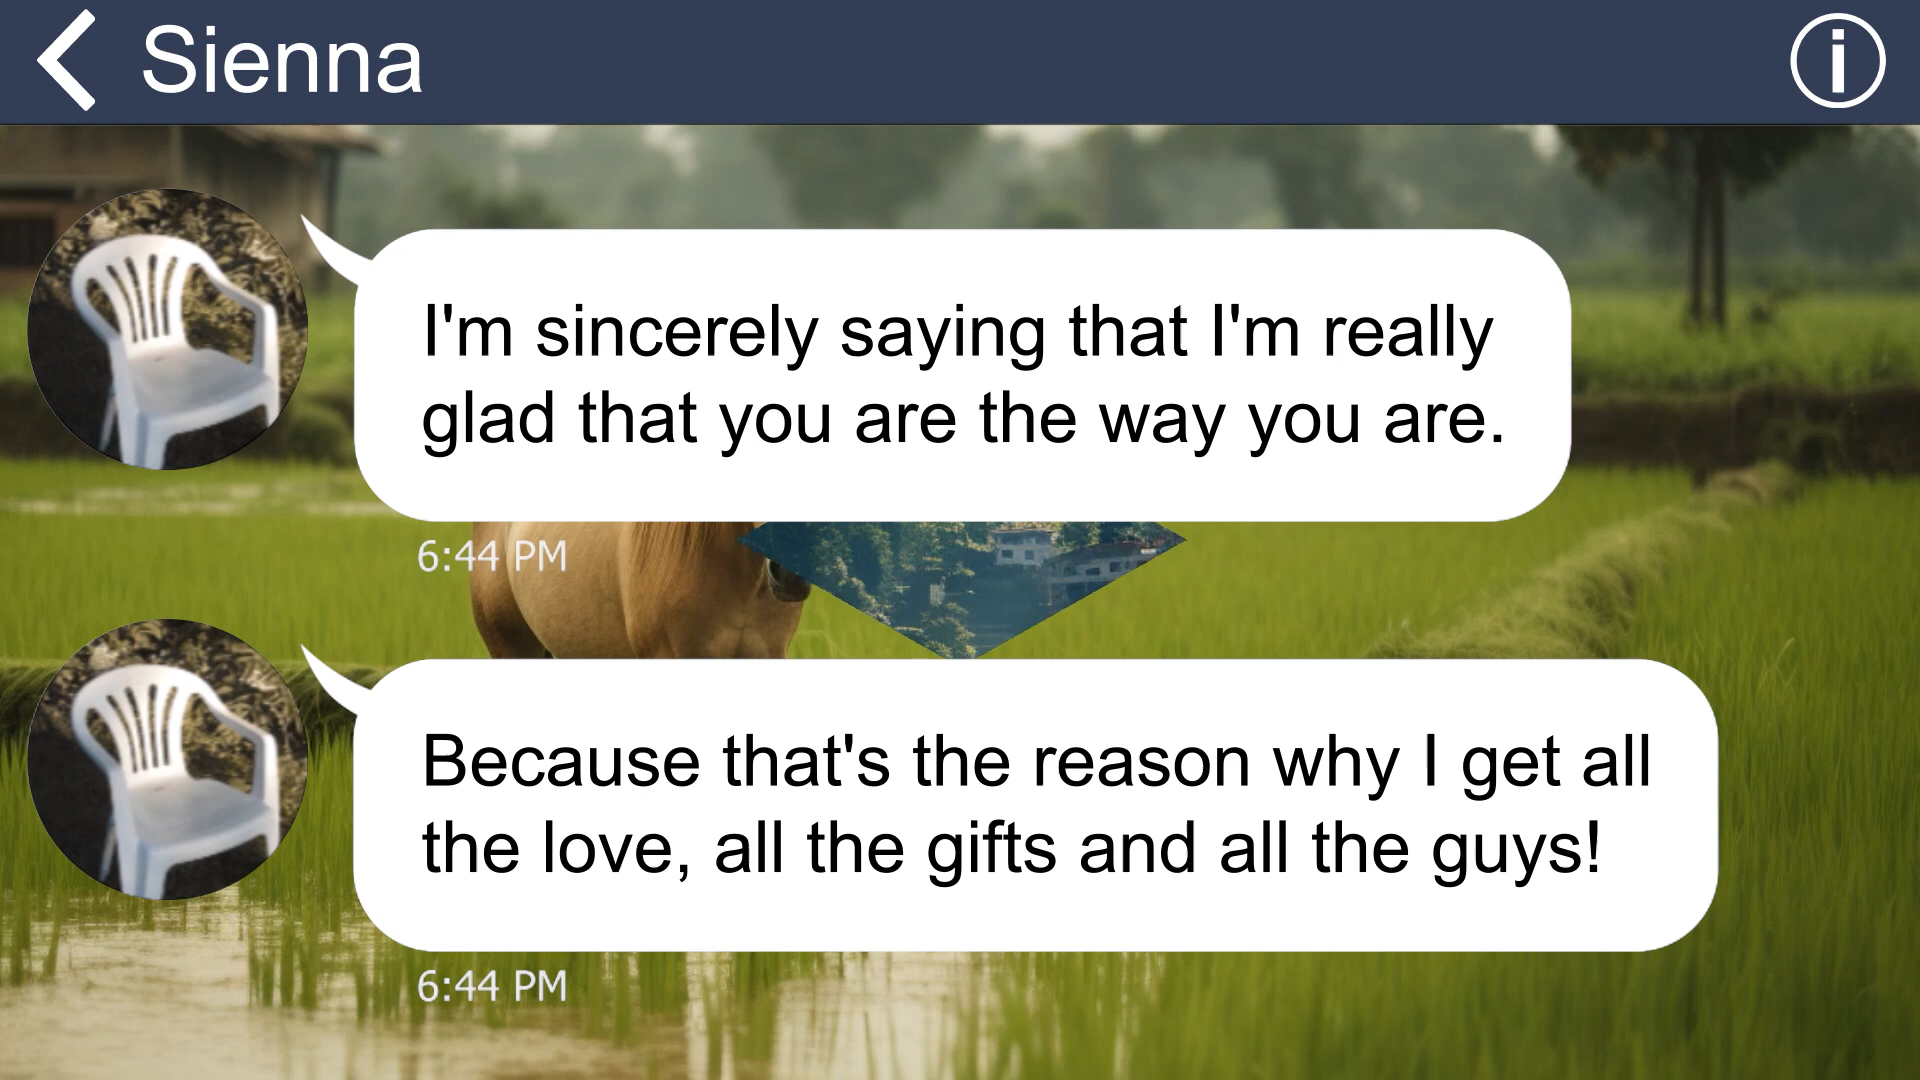 Sienna
I'm sincerely saying that I'm really
glad that you are the way you are.
6:44 PM
Because that's the reason why I get all
the love, all the gifts and all the guys!
6:44 PM